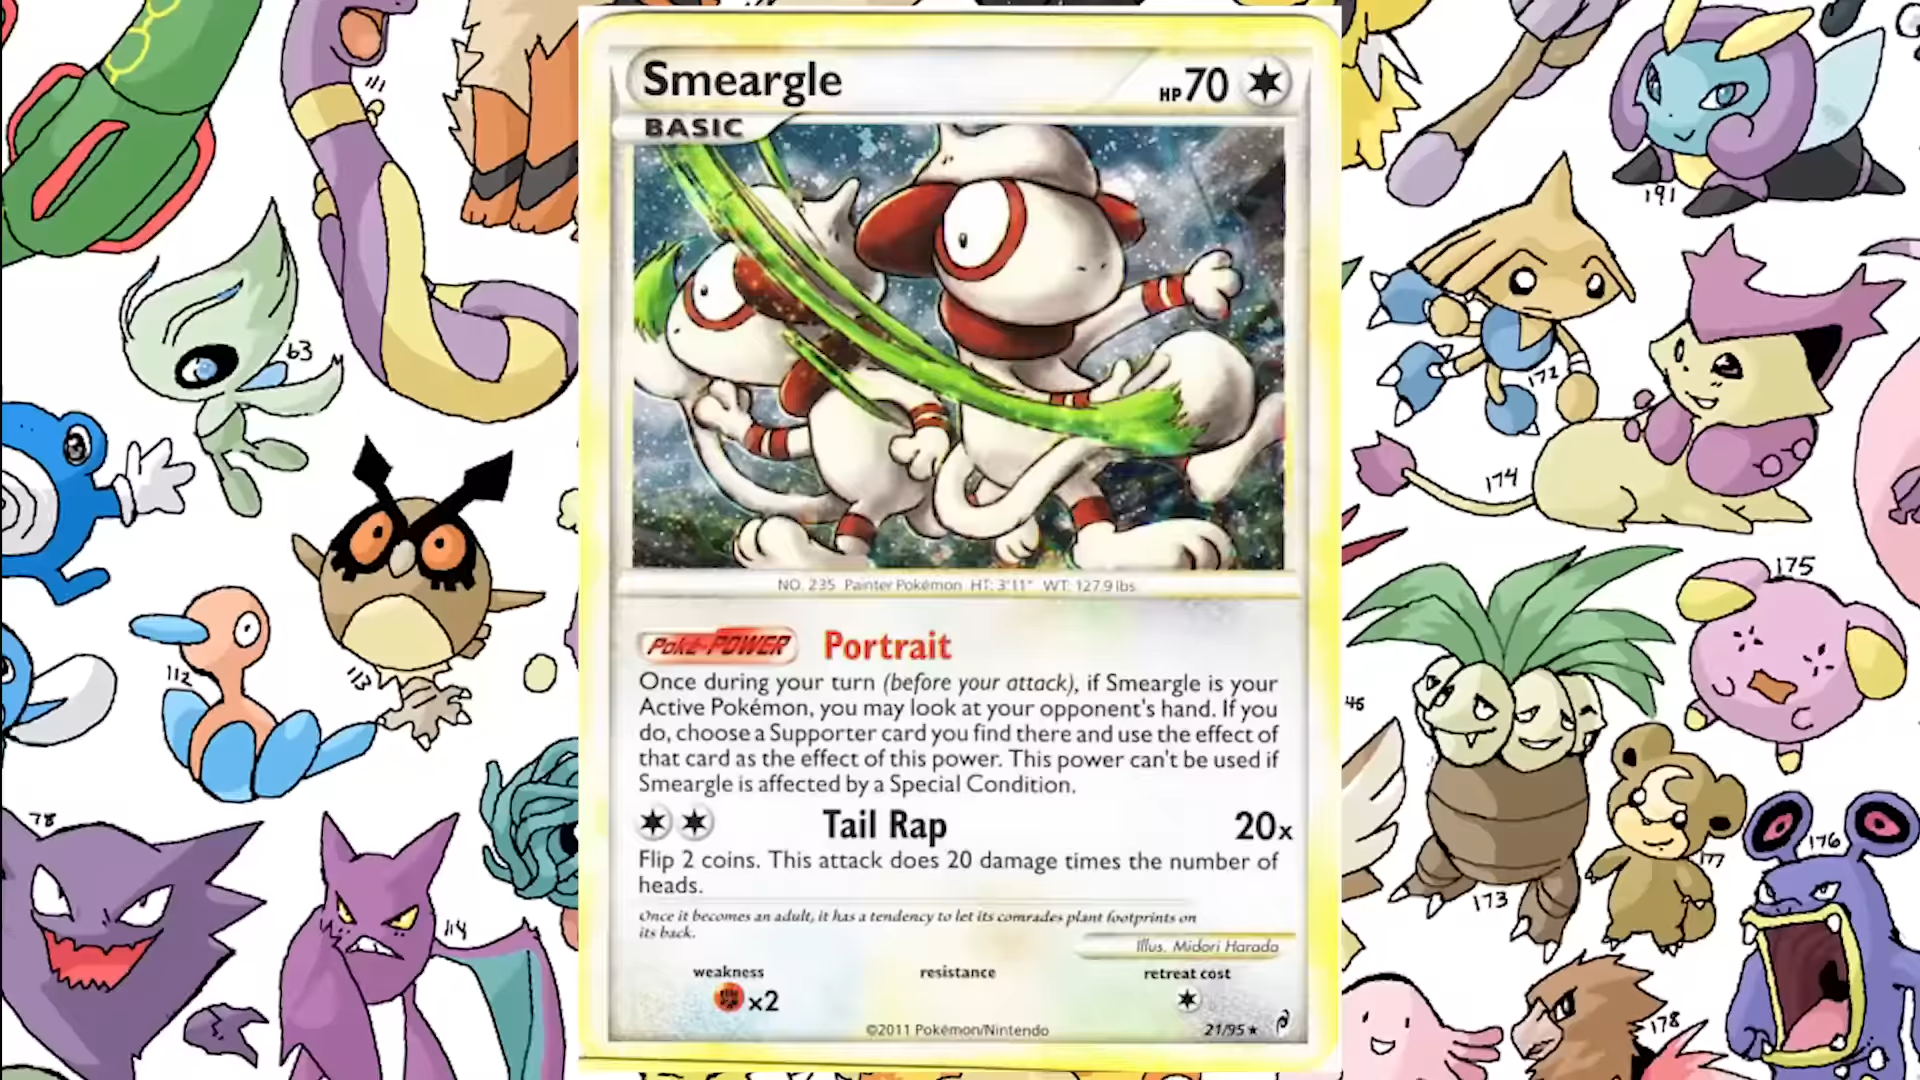 Smeargle
HP 70
BASIC
NO. 235 Painter Pokémon HT: 3'11" WT: 127.9 lbs.
Poké-POWER Portrait
Once during your turn (before your attack), if Smeargle is your
Active Pokémon, you may look at your opponent's hand. If you
do, choose a Supporter card you find there and use the effect of
that card as the effect of this power. This power can't be used if
Smeargle is affected by a Special Condition.
Tail Rap 20x
Flip 2 coins. This attack does 20 damage times the number of
heads.
Once it becomes an adult, it has a tendency to let its comrades plant footprints on
its back.
Illus. Midori Harada
weakness resistance retreat cost
x2
©2011 Pokémon/Nintendo 21/95
111
63
112
113
78
114
191
172
174
175
46
173
177
176
178